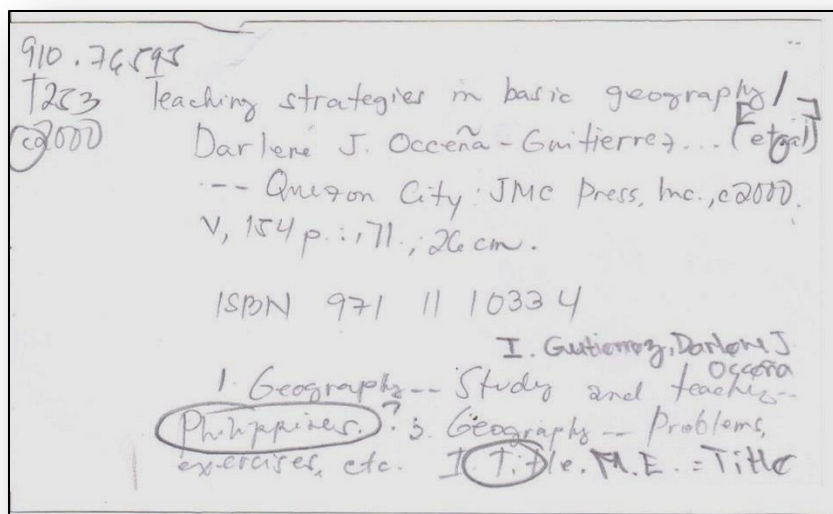 910.76595
T253 Teaching strategies in basic geography /
c2000 Darlene J. Occeña-Guitierrez... [et al]
-- Quezon City: JMC Press, Inc., c2000.
v, 154 p. : ill. ; 26 cm.
ISBN 971 11 1033 4
I. Gutierrez, Darlene J.
Occeña
1. Geography -- Study and teaching --
Philippines. ? 3. Geography -- Problems,
exercises, etc. I. Title. M.E. = Title